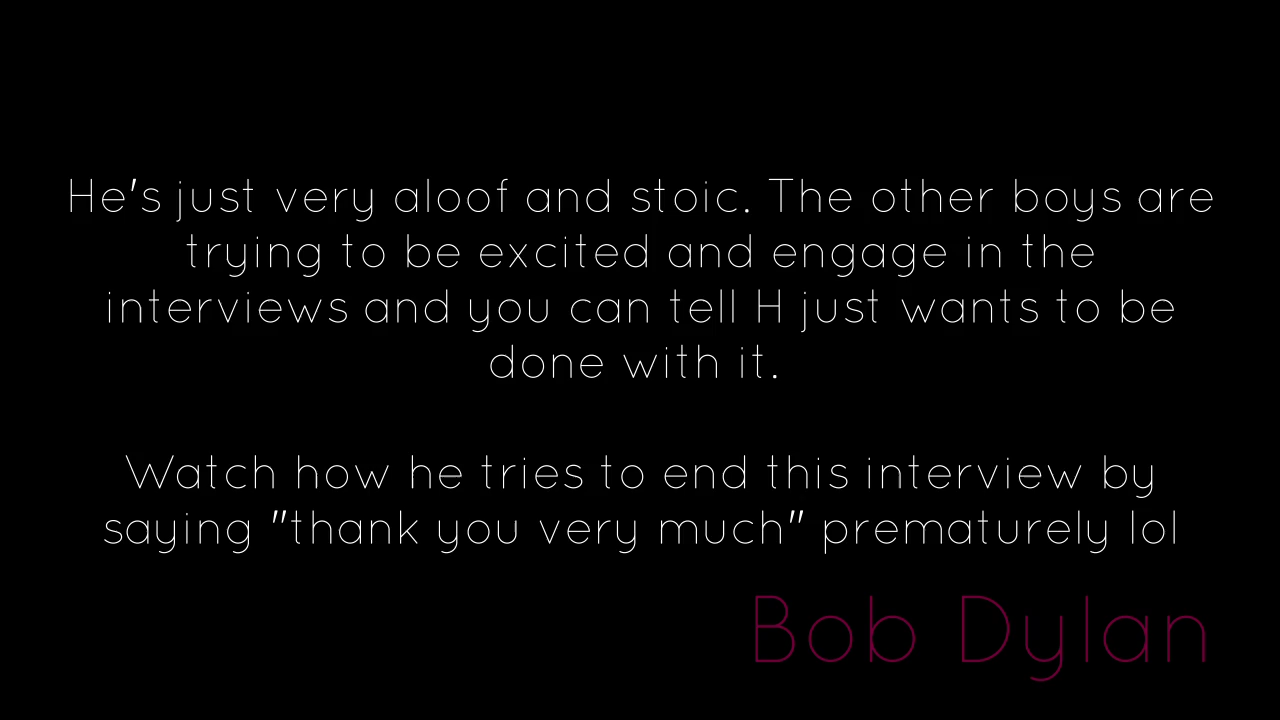 He's just very aloof and stoic. The other boys are
trying to be excited and engage in the
interviews and you can tell H just wants to be
done with it.
Watch how he tries to end this interview by
saying "thank you very much" prematurely lol
Bob Dylan